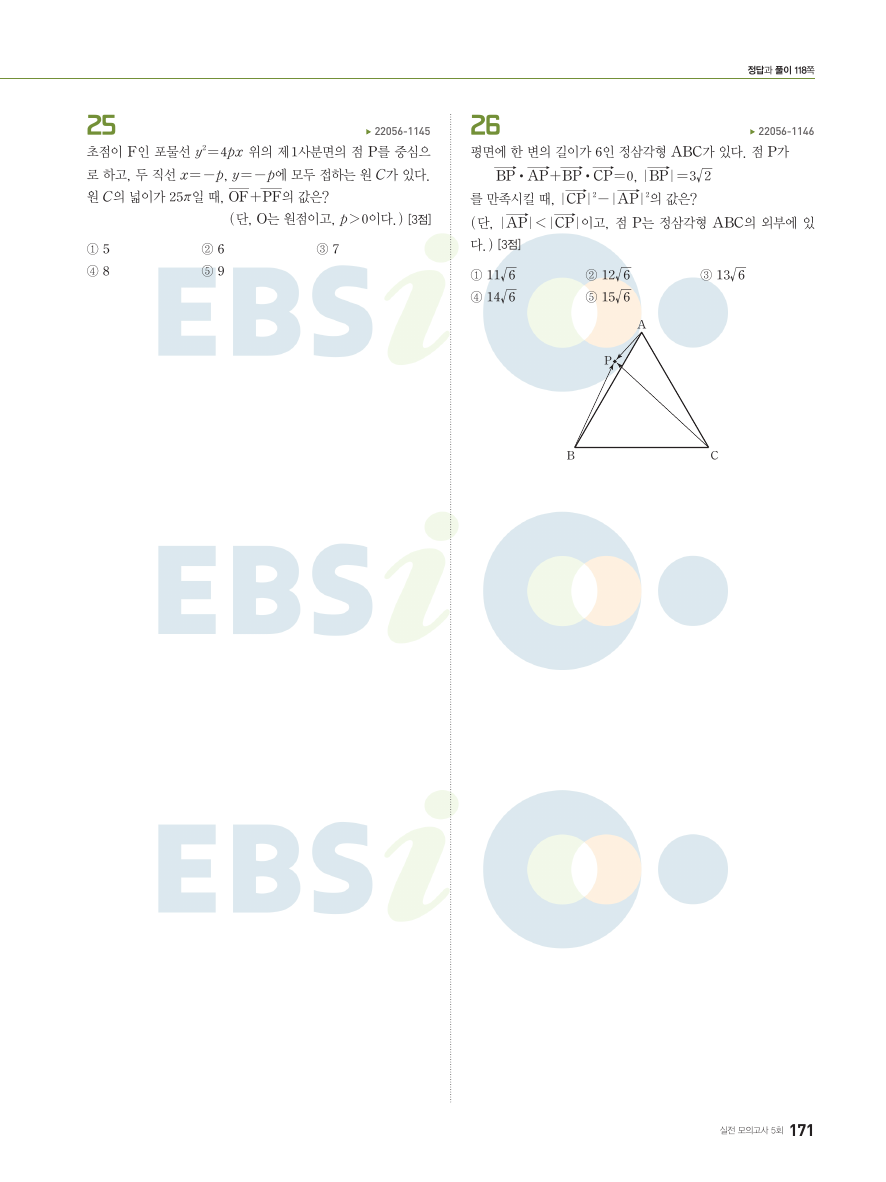 정답과 풀이 118쪽
25
▶ 22056-1145
초점이 F인 포물선 y²=4px 위의 제1사분면의 점 P를 중심으
로 하고, 두 직선 x=−p, y=−p에 모두 접하는 원 C가 있다.
원 C의 넓이가 25π일 때, \overline{OF}+\overline{PF}의 값은?
(단, O는 원점이고, p>0이다.) [3점]
① 5 ② 6 ③ 7
④ 8 ⑤ 9
26
▶ 22056-1146
평면에 한 변의 길이가 6인 정삼각형 ABC가 있다. 점 P가
\overrightarrow{BP}•\overrightarrow{AP}+\overrightarrow{BP}•\overrightarrow{CP}=0, |\overrightarrow{BP}|=3√2
를 만족시킬 때, |\overrightarrow{CP}|²−|\overrightarrow{AP}|²의 값은?
(단, |\overrightarrow{AP}|<|\overrightarrow{CP}|이고, 점 P는 정삼각형 ABC의 외부에 있
다.) [3점]
① 11√6 ② 12√6 ③ 13√6
④ 14√6 ⑤ 15√6
A
P
B C
EBSi
EBSi
EBSi
실전 모의고사 5회 171